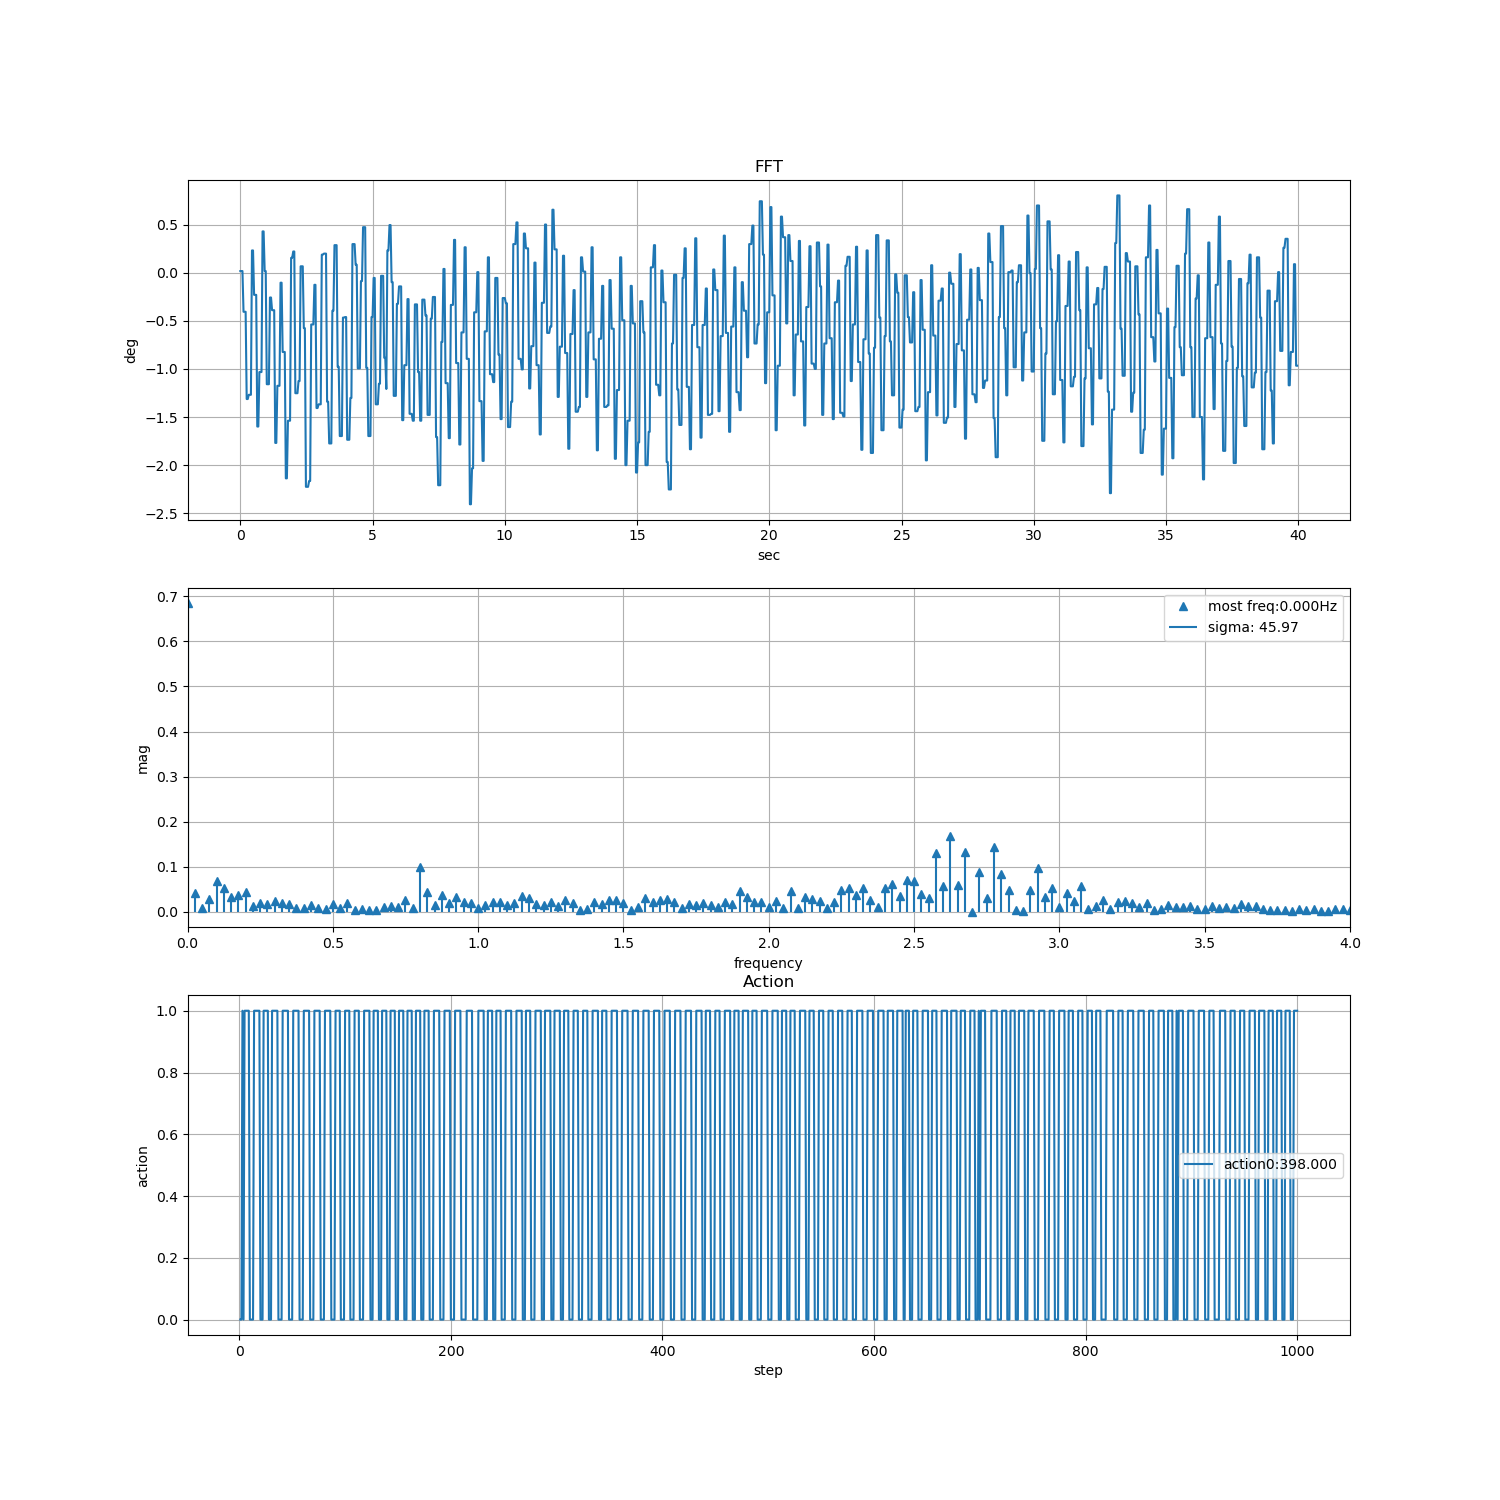 FFT
0.5
0.0
−0.5
−1.0
−1.5
−2.0
−2.5
deg
0 5 10 15 20 25 30 35 40
sec
0.7
0.6
0.5
0.4
0.3
0.2
0.1
0.0
mag
most freq:0.000Hz
sigma: 45.97
0.0 0.5 1.0 1.5 2.0 2.5 3.0 3.5 4.0
frequency
Action
1.0
0.8
0.6
0.4
0.2
0.0
action
action0:398.000
0 200 400 600 800 1000
step